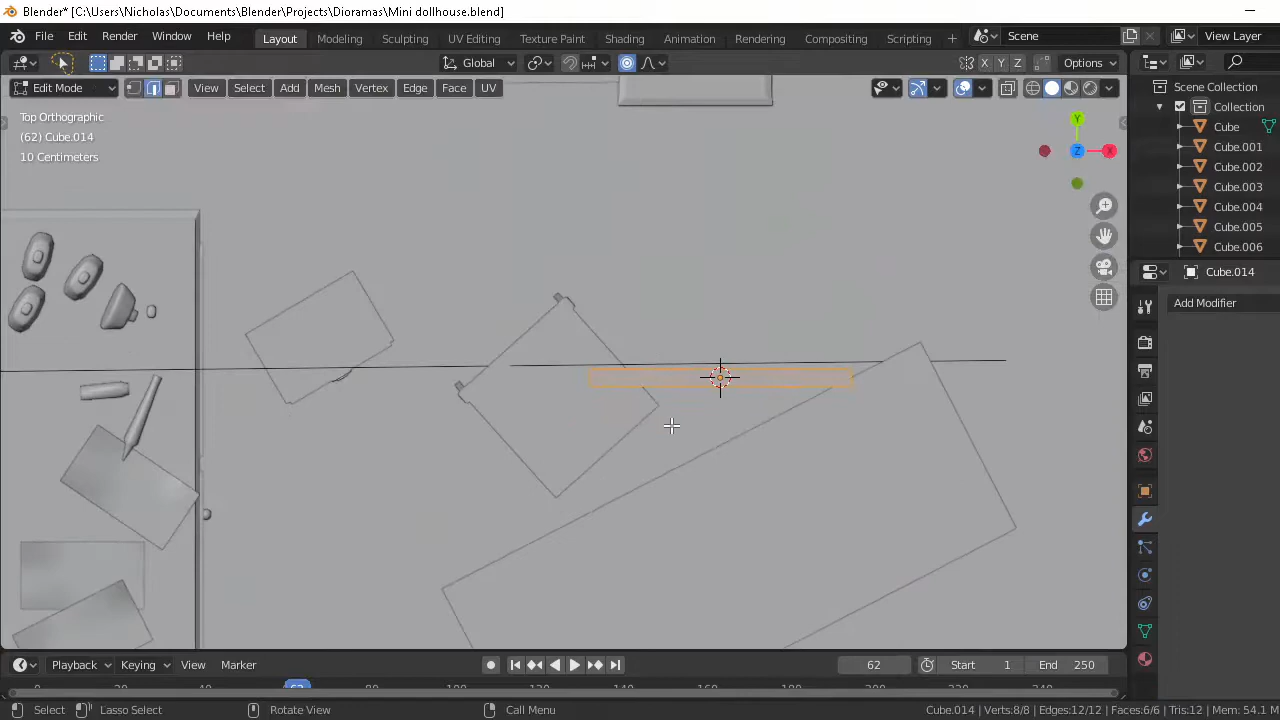 Blender* [C:\Users\Nicholas\Documents\Blender\Projects\Dioramas\Mini dollhouse.blend]
File Edit Render Window Help Layout Modeling Sculpting UV Editing Texture Paint Shading Animation Rendering Compositing Scripting + Scene View Layer
Global X Y Z Options
Edit Mode View Select Add Mesh Vertex Edge Face UV
Scene Collection
Collection
Top Orthographic
(62) Cube.014
10 Centimeters
Y
Z
X
Cube
Cube.001
Cube.002
Cube.003
Cube.004
Cube.005
Cube.006
Cube.014
Add Modifier
Playback Keying View Marker 62 Start 1 End 250
62
Select Lasso Select Rotate View Call Menu Cube.014 | Verts:8/8 | Edges:12/12 | Faces:6/6 | Tris:12 | Mem: 54.1 M